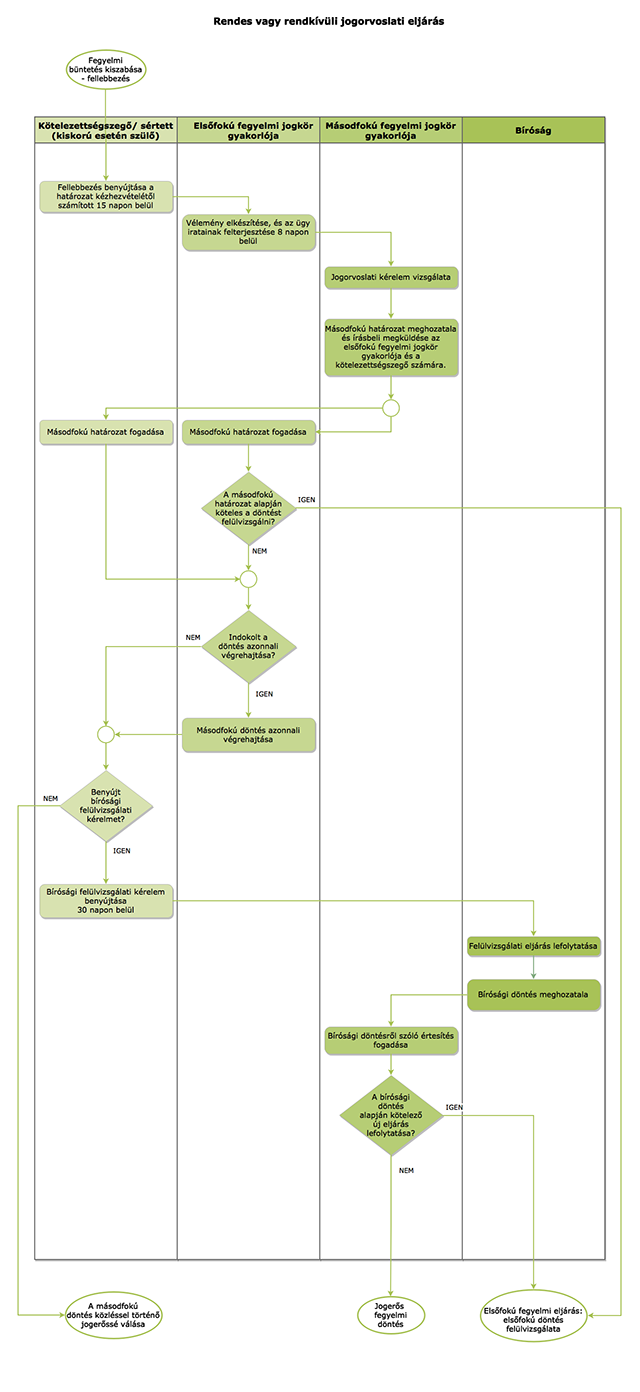 Rendes vagy rendkívüli jogorvoslati eljárás
Fegyelmi
büntetés kiszabása
- fellebbezés
Kötelezettségszegő/ sértett
(kiskorú esetén szülő)
Elsőfokú fegyelmi jogkör
gyakorlója
Másodfokú fegyelmi jogkör
gyakorlója
Bíróság
Fellebbezés benyújtása a
határozat kézhezvételétől
számított 15 napon belül
Vélemény elkészítése, és az ügy
iratainak felterjesztése 8 napon
belül
Jogorvoslati kérelem vizsgálata
Másodfokú határozat meghozatala
és írásbeli megküldése az
elsőfokú fegyelmi jogkör
gyakorlója és a
kötelezettségszegő számára.
Másodfokú határozat fogadása
Másodfokú határozat fogadása
A másodfokú
határozat alapján
köteles a döntést
felülvizsgálni?
IGEN
NEM
Indokolt a
döntés azonnali
végrehajtása?
NEM
IGEN
Másodfokú döntés azonnali
végrehajtása
Benyújt
bírósági
felülvizsgálati
kérelmet?
NEM
IGEN
Bírósági felülvizsgálati kérelem
benyújtása
30 napon belül
Felülvizsgálati eljárás lefolytatása
Bírósági döntés meghozatala
Bírósági döntésről szóló értesítés
fogadása
A bírósági
döntés
alapján kötelező
új eljárás
lefolytatása?
IGEN
NEM
A másodfokú
döntés közléssel történő
jogerőssé válása
Jogerős
fegyelmi
döntés
Elsőfokú fegyelmi eljárás:
elsőfokú döntés
felülvizsgálata